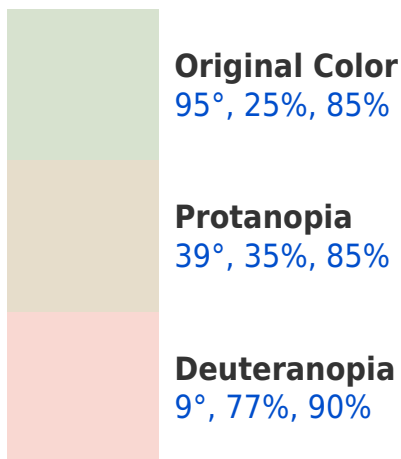 Original Color
95°, 25%, 85%
Protanopia
39°, 35%, 85%
Deuteranopia
9°, 77%, 90%